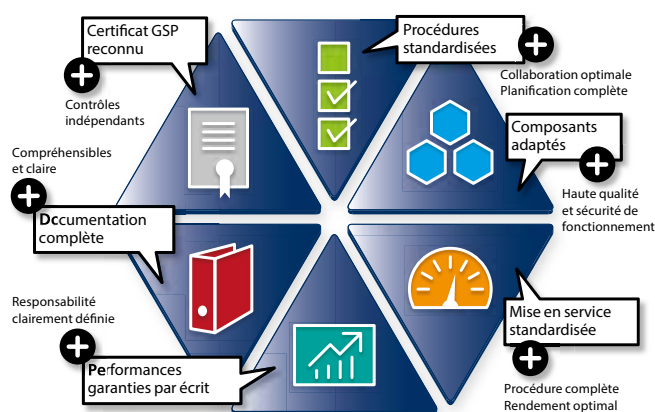 Certificat GSP
reconnu
Contrôles
indépendants
Procédures
standardisées
Collaboration optimale
Planification complète
Composants
adaptés
Haute qualité
et sécurité de
fonctionnement
Compréhensibles
et claire
Documentation
complète
Mise en service
standardisée
Procédure complète
Rendement optimal
Responsabilité
clairement définie
Performances
garanties par écrit